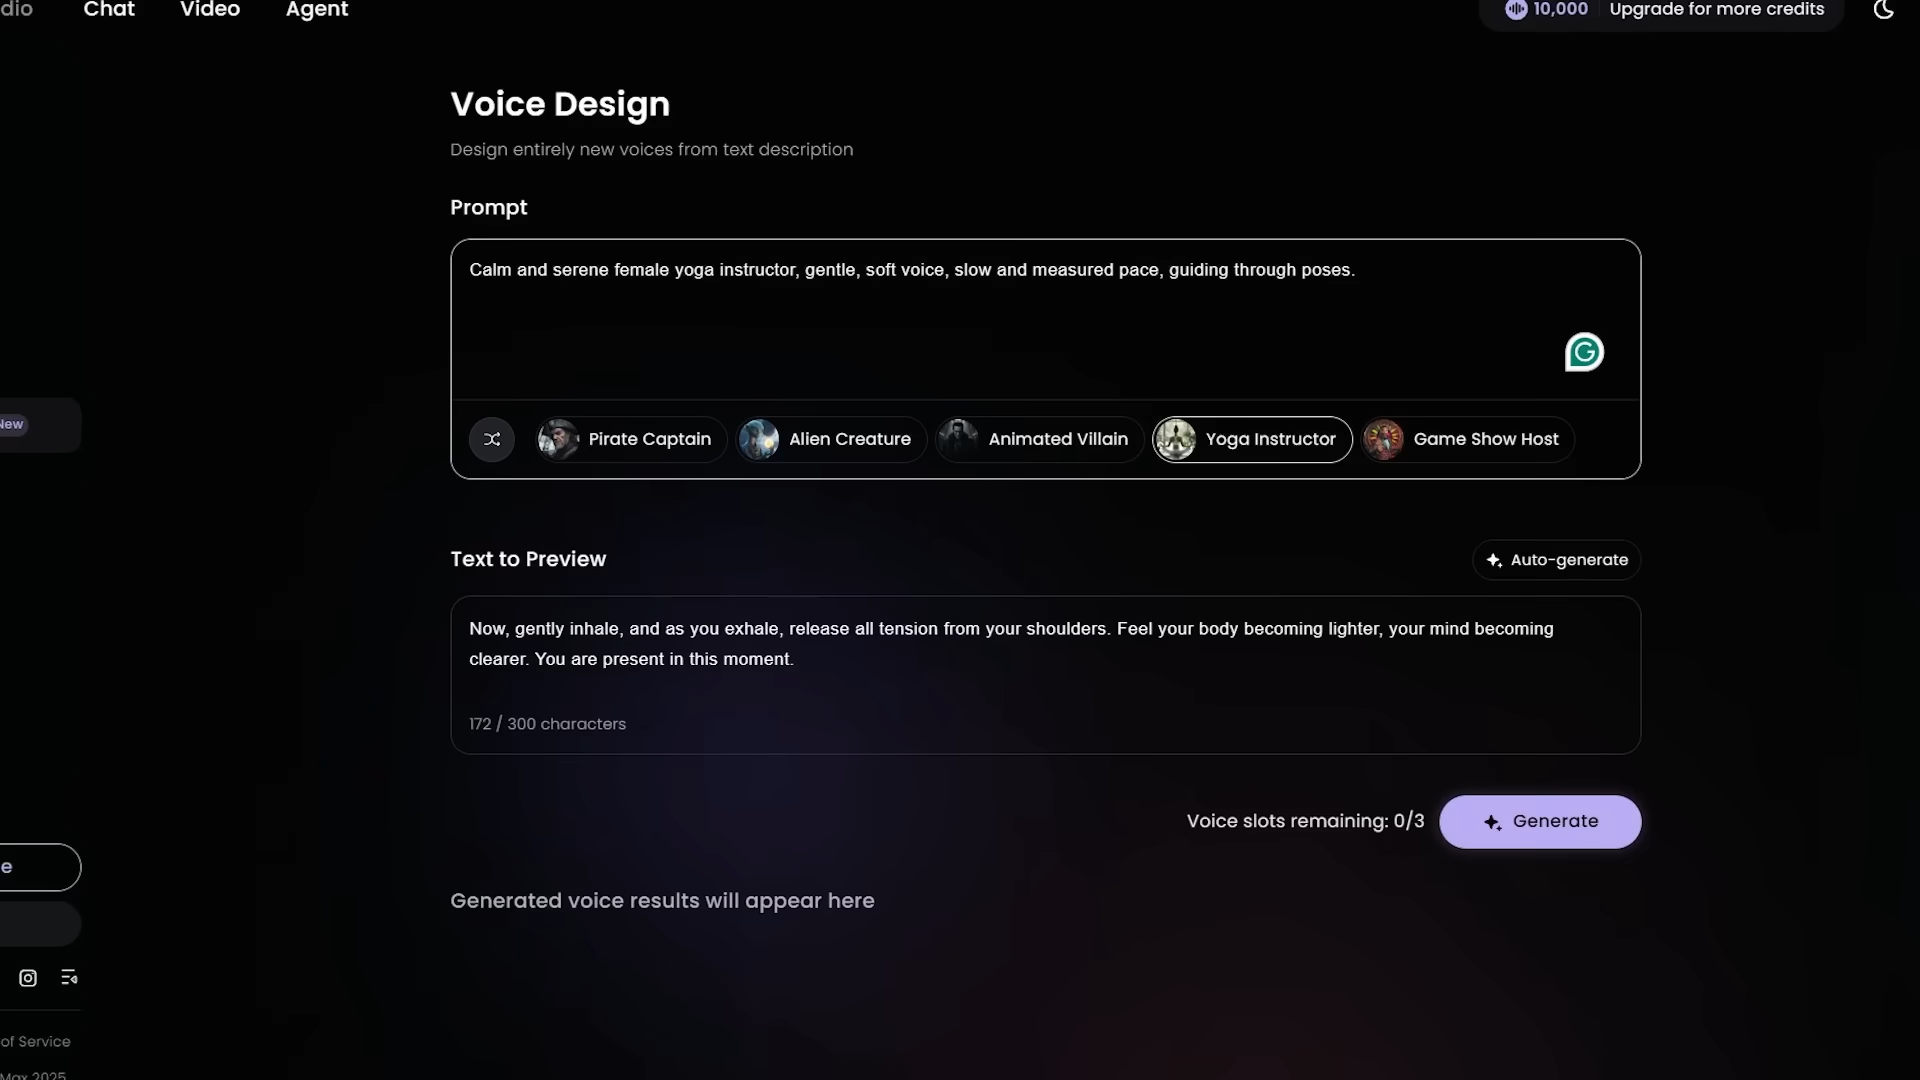 dio
Chat
Video
Agent
10,000
Upgrade for more credits
Voice Design
Design entirely new voices from text description
Prompt
Calm and serene female yoga instructor, gentle, soft voice, slow and measured pace, guiding through poses.
G
New
Pirate Captain
Alien Creature
Animated Villain
Yoga Instructor
Game Show Host
Text to Preview
Auto-generate
Now, gently inhale, and as you exhale, release all tension from your shoulders. Feel your body becoming lighter, your mind becoming
clearer. You are present in this moment.
172 / 300 characters
Voice slots remaining: 0/3
Generate
e
Generated voice results will appear here
of Service
Max 2025